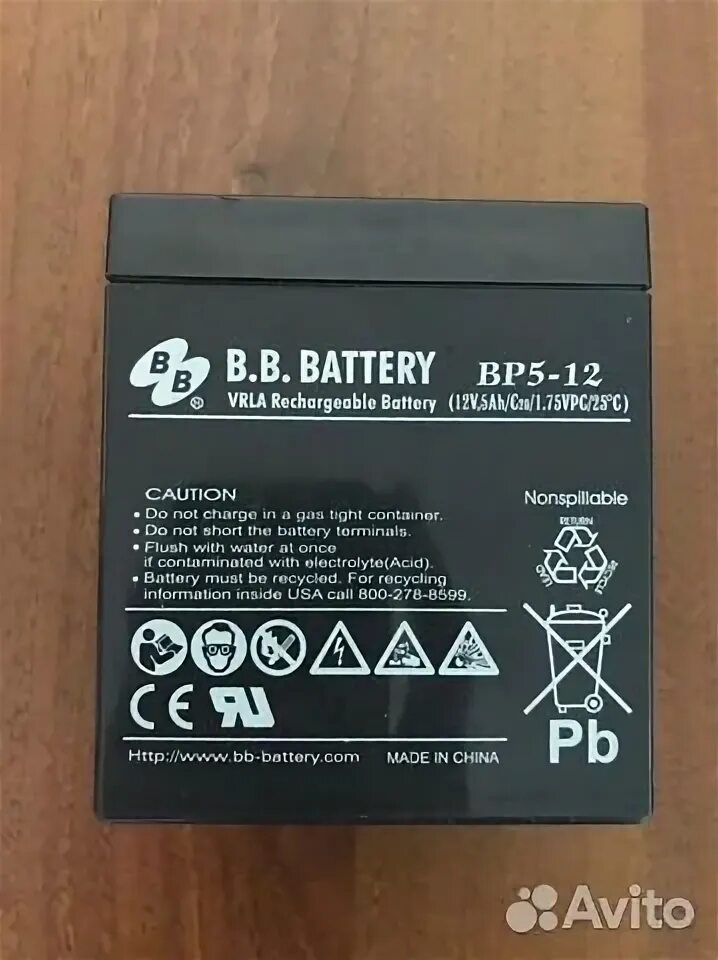 BB ®
B.B. BATTERY
VRLA Rechargeable Battery
BP5-12
(12V,5Ah/C20/1.75VPC/25°C)
CAUTION
• Do not charge in a gas tight container.
• Do not short the battery terminals.
• Flush with water at once
if contaminated with electrolyte(Acid).
• Battery must be recycled. For recycling
information inside USA call 800-278-8599.
Nonspillable
RETURN
LEAD
RECYCLE
CE
Pb
Http://www.bb-battery.com
MADE IN CHINA
Avito